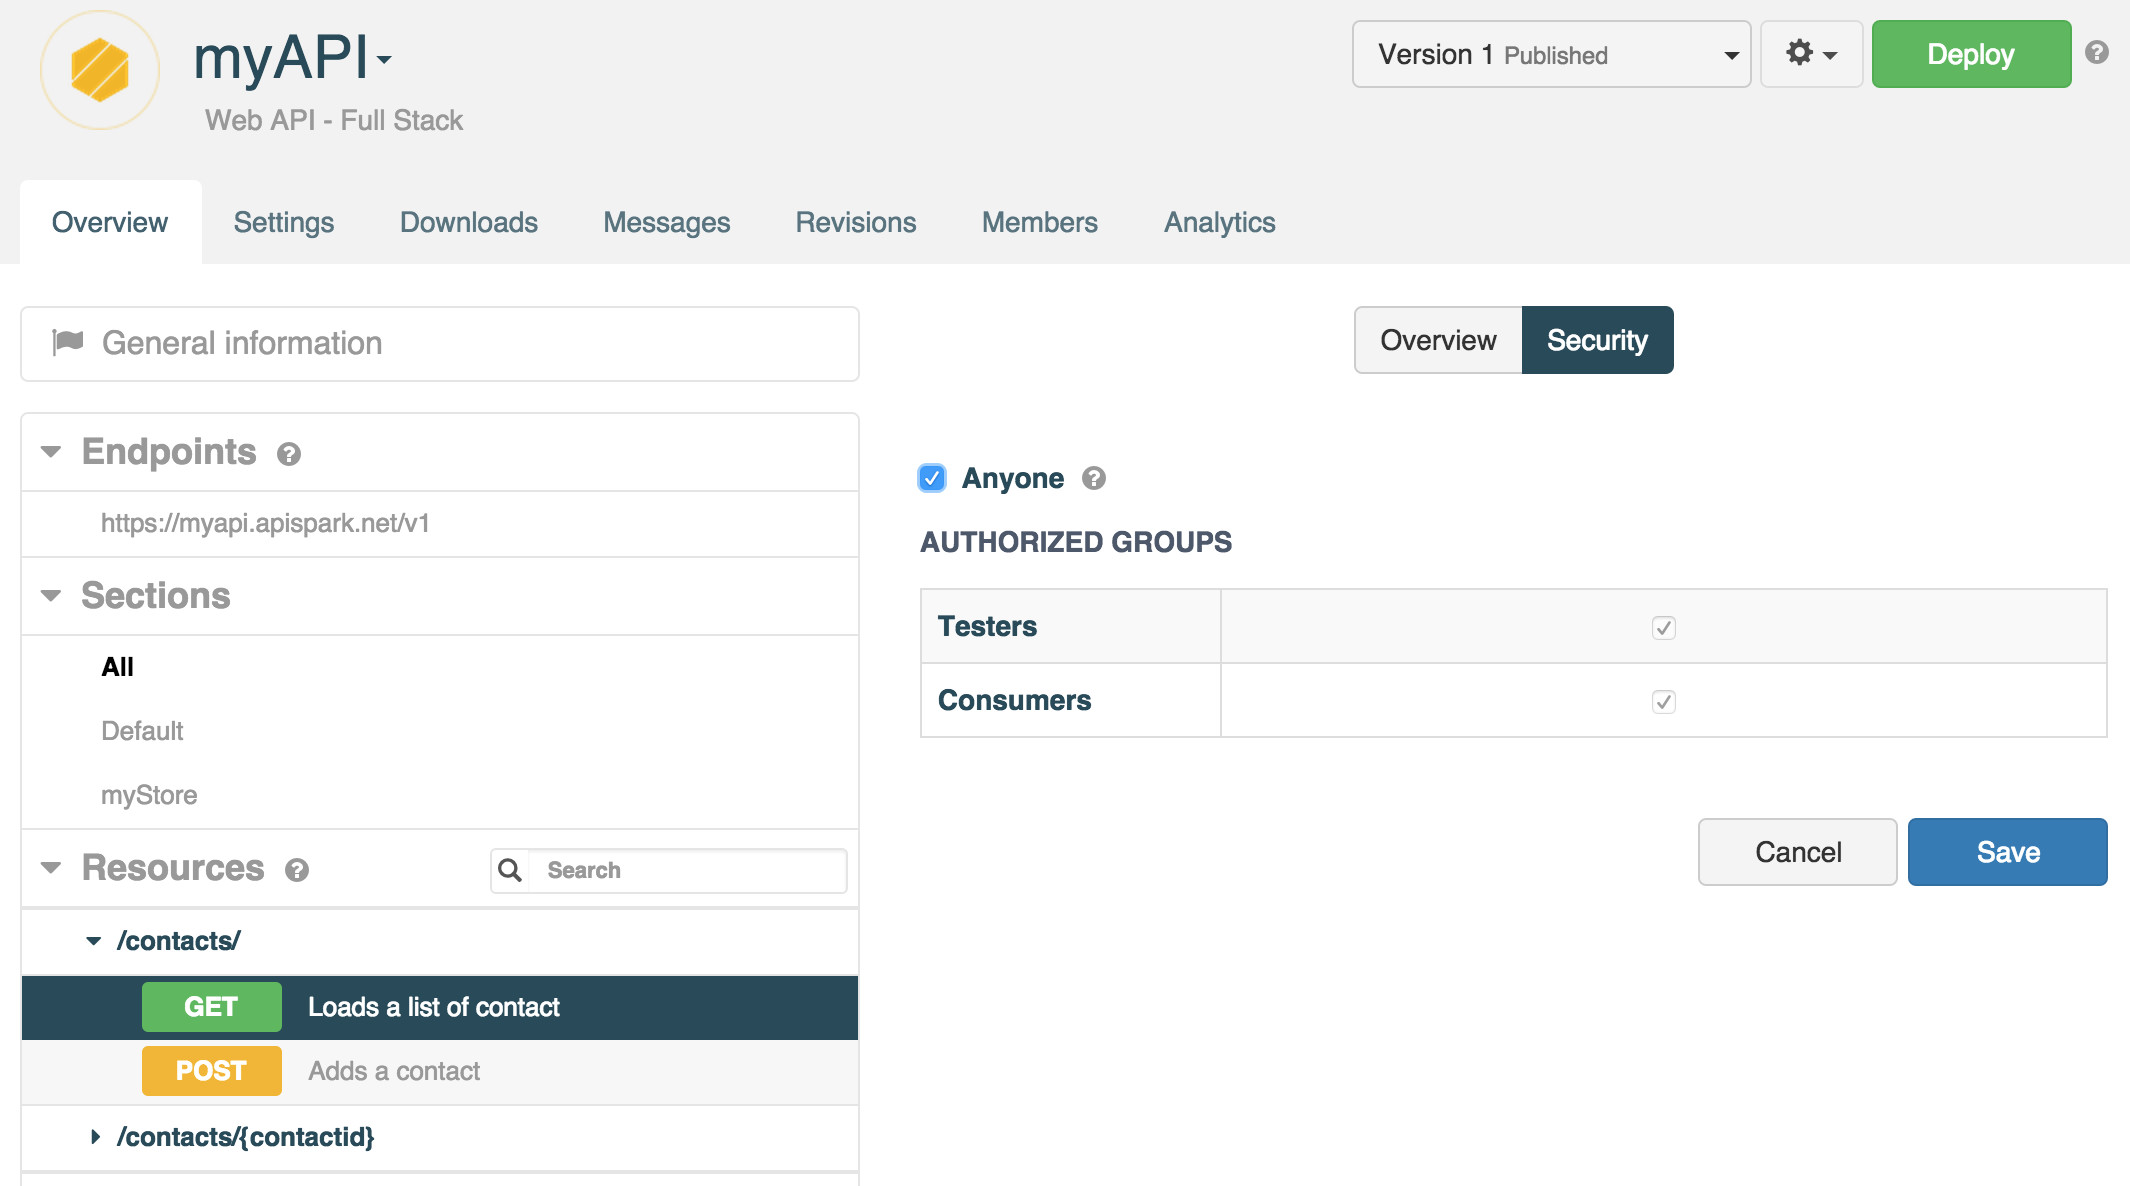 myAPI
Web API - Full Stack
Version 1 Published
Deploy
Overview
Settings
Downloads
Messages
Revisions
Members
Analytics
General information
Endpoints
https://myapi.apispark.net/v1
Sections
All
Default
myStore
Resources
Search
/contacts/
GET Loads a list of contact
POST Adds a contact
/contacts/{contactid}
Overview
Security
Anyone
AUTHORIZED GROUPS
Testers
Consumers
Cancel
Save